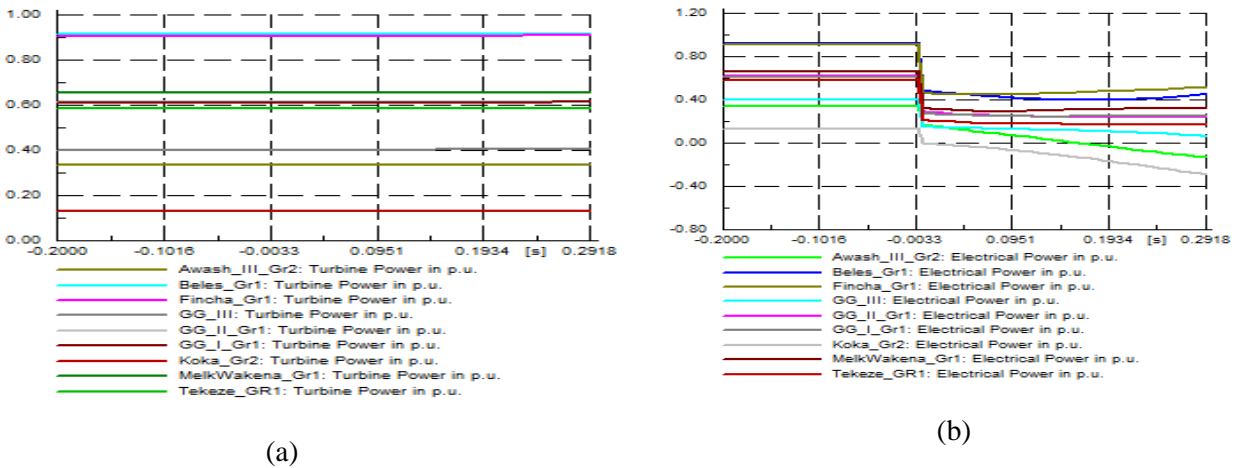 1.00
0.80
0.60
0.40
0.20
0.00
-0.2000 -0.1016 -0.0033 0.0951 0.1934 [s] 0.2918
Awash_III_Gr2: Turbine Power in p.u.
Beles_Gr1: Turbine Power in p.u.
Fincha_Gr1: Turbine Power in p.u.
GG_III: Turbine Power in p.u.
GG_II_Gr1: Turbine Power in p.u.
GG_I_Gr1: Turbine Power in p.u.
Koka_Gr2: Turbine Power in p.u.
MelkWakena_Gr1: Turbine Power in p.u.
Tekeze_GR1: Turbine Power in p.u.
(a)
1.20
0.80
0.40
0.00
-0.40
-0.80
-0.2000 -0.1016 -0.0033 0.0951 0.1934 [s] 0.2918
Awash_III_Gr2: Electrical Power in p.u.
Beles_Gr1: Electrical Power in p.u.
Fincha_Gr1: Electrical Power in p.u.
GG_III: Electrical Power in p.u.
GG_II_Gr1: Electrical Power in p.u.
GG_I_Gr1: Electrical Power in p.u.
Koka_Gr2: Electrical Power in p.u.
MelkWakena_Gr1: Electrical Power in p.u.
Tekeze_GR1: Electrical Power in p.u.
(b)